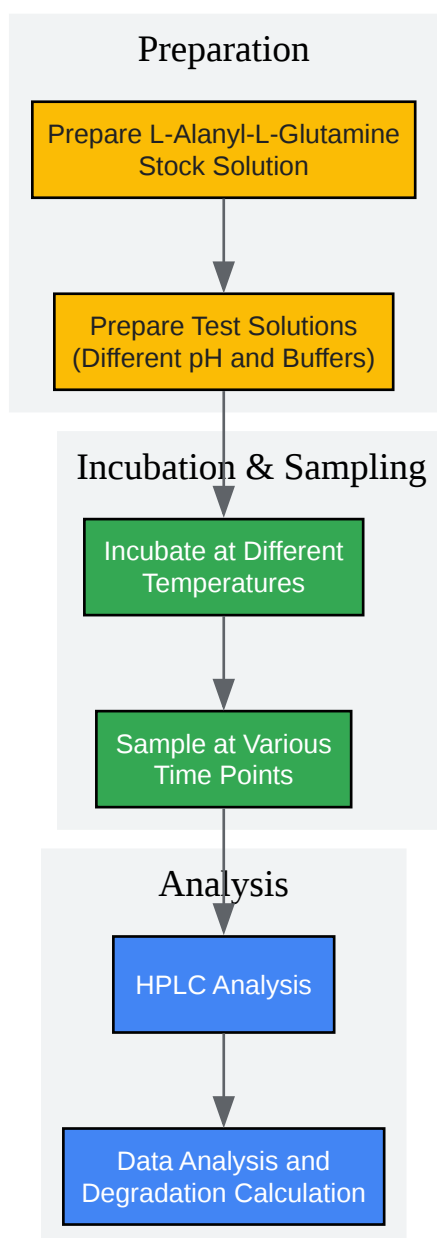 Preparation
Prepare L-Alanyl-L-Glutamine
Stock Solution
Prepare Test Solutions
(Different pH and Buffers)
Incubation & Sampling
Incubate at Different
Temperatures
Sample at Various
Time Points
Analysis
HPLC Analysis
Data Analysis and
Degradation Calculation